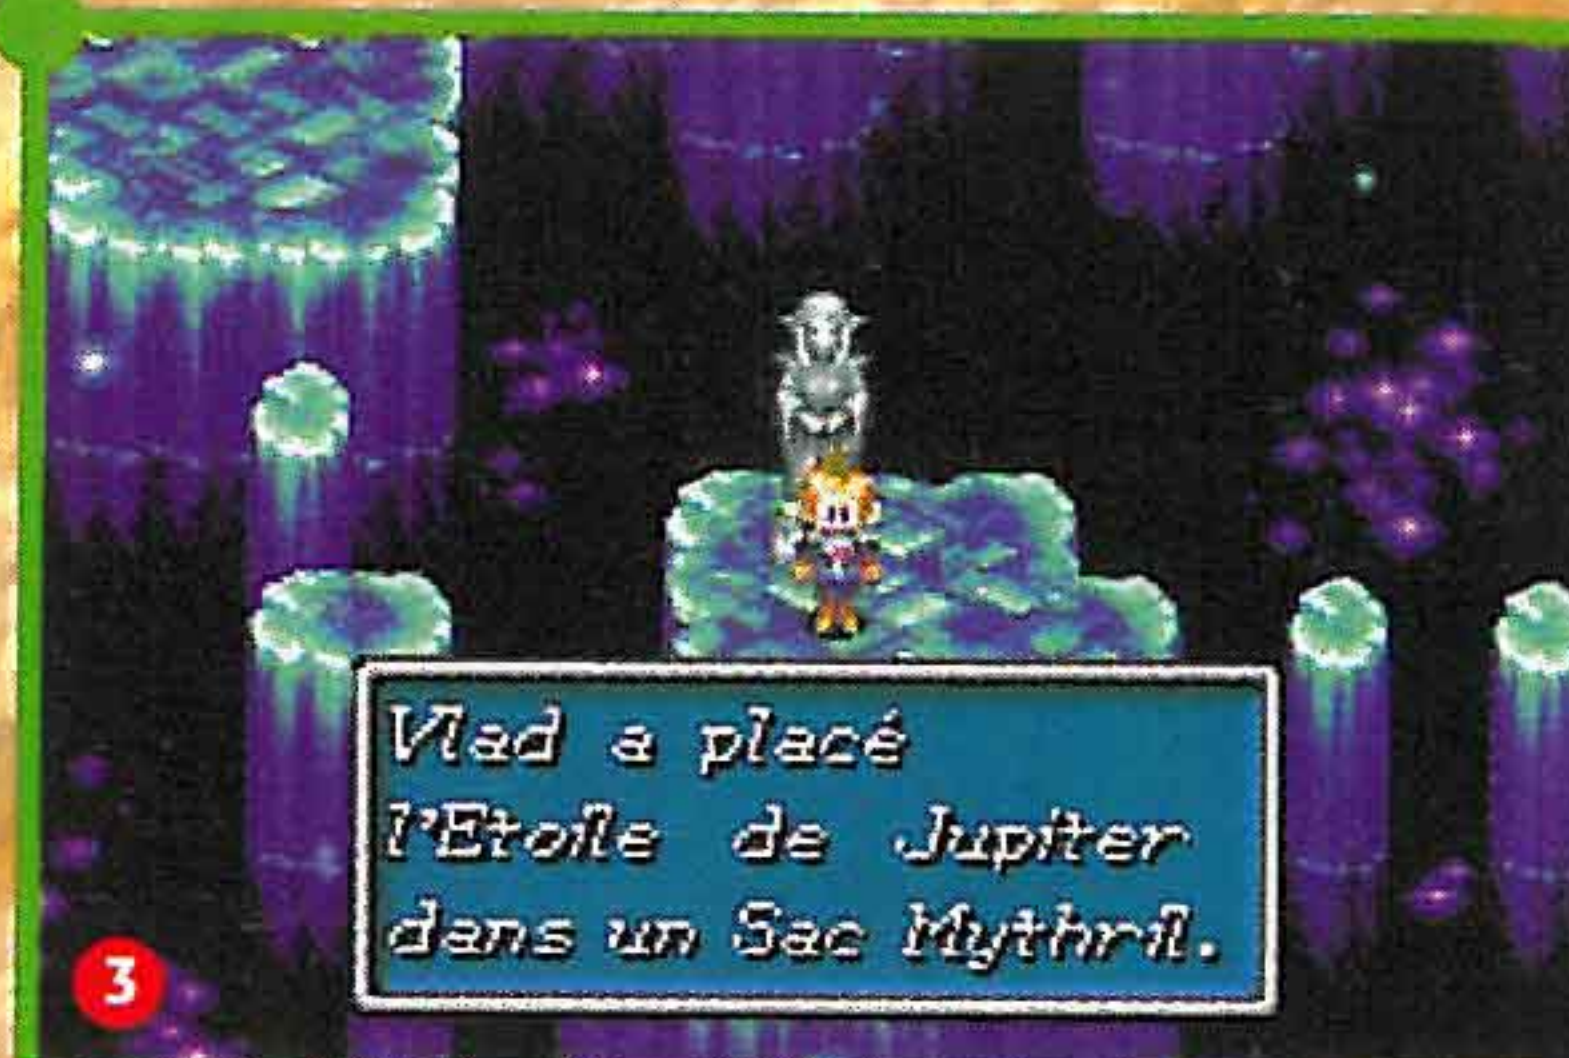 Vlad a placé
l'Etoile de Jupiter
dans un Sac Mythril.
3